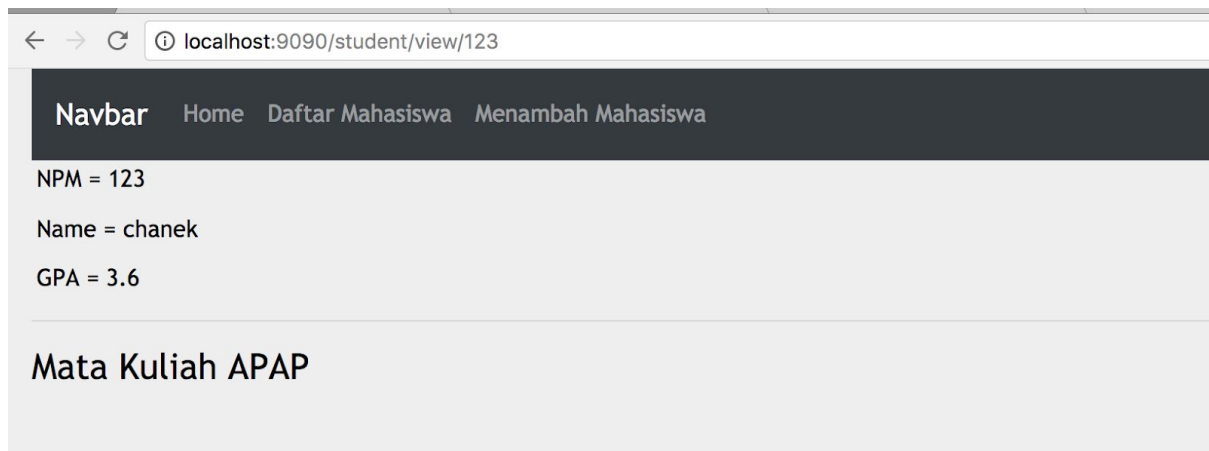 localhost:9090/student/view/123
Navbar Home Daftar Mahasiswa Menambah Mahasiswa
NPM = 123
Name = chanek
GPA = 3.6
Mata Kuliah APAP